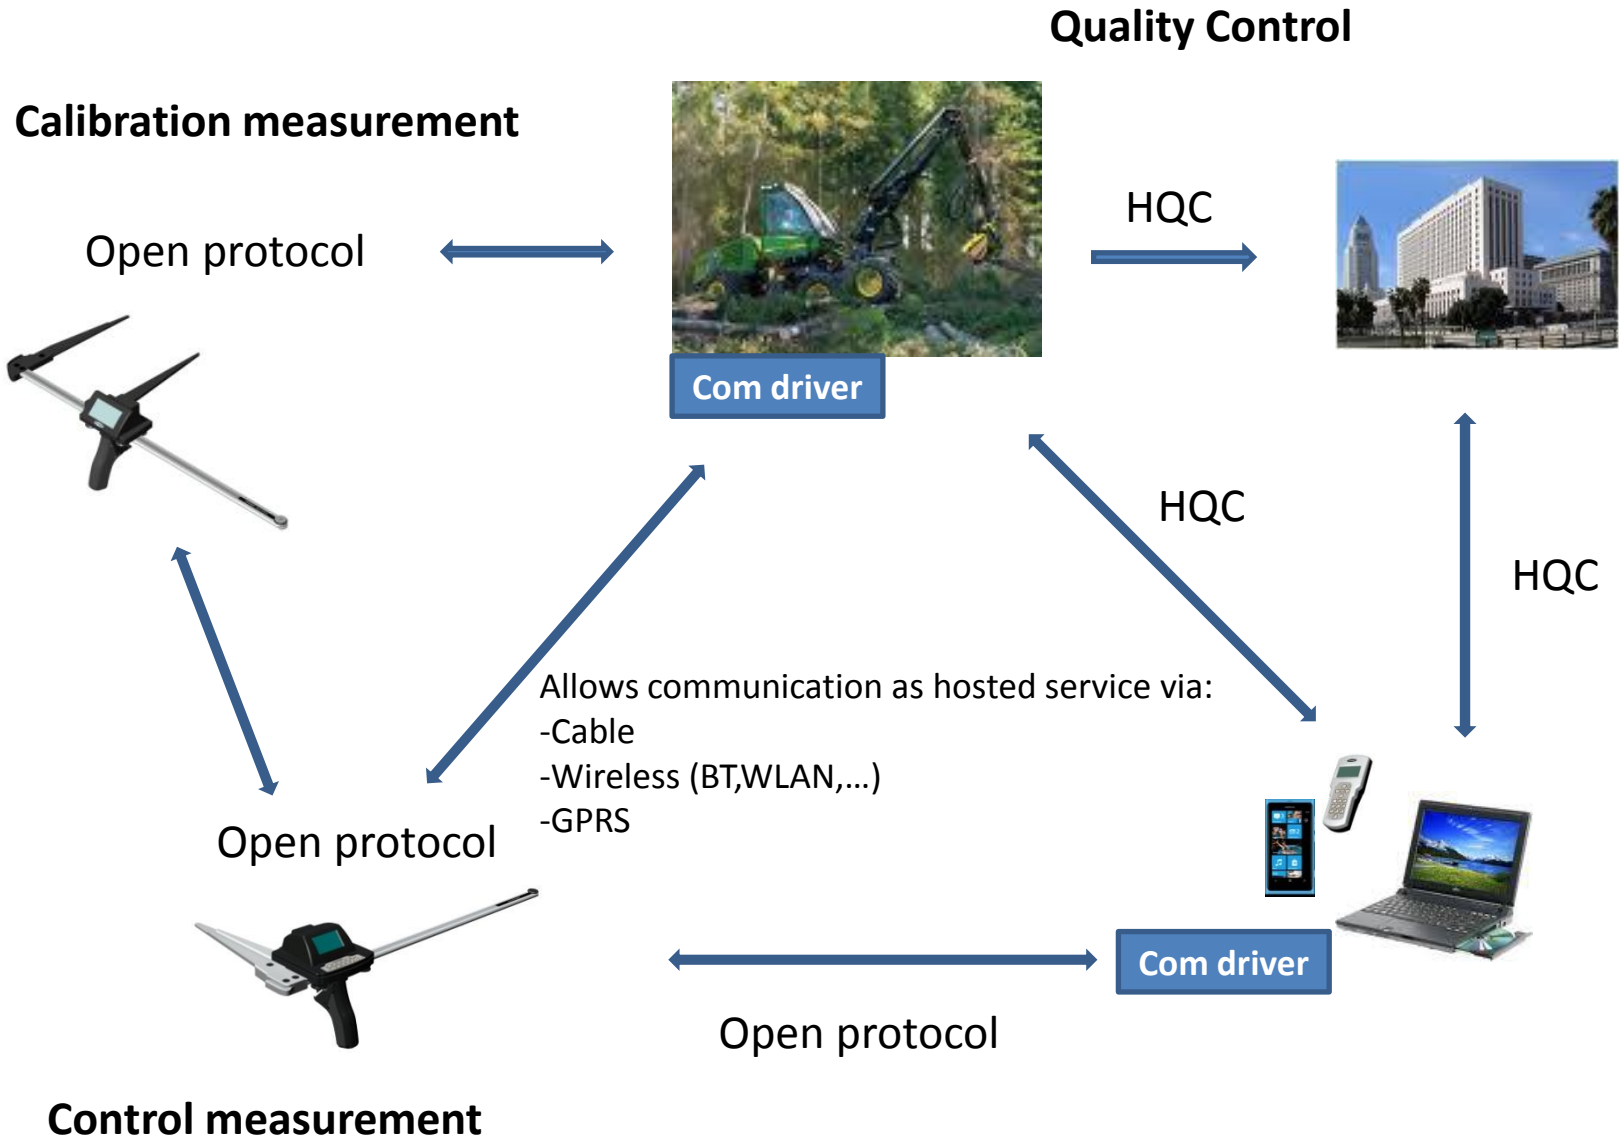 Quality Control
Calibration measurement
HQC
Open protocol
Com driver
HQC
HQC
Allows communication as hosted service via:
-Cable
-Wireless (BT,WLAN,...)
-GPRS
Open protocol
Com driver
Open protocol
Control measurement